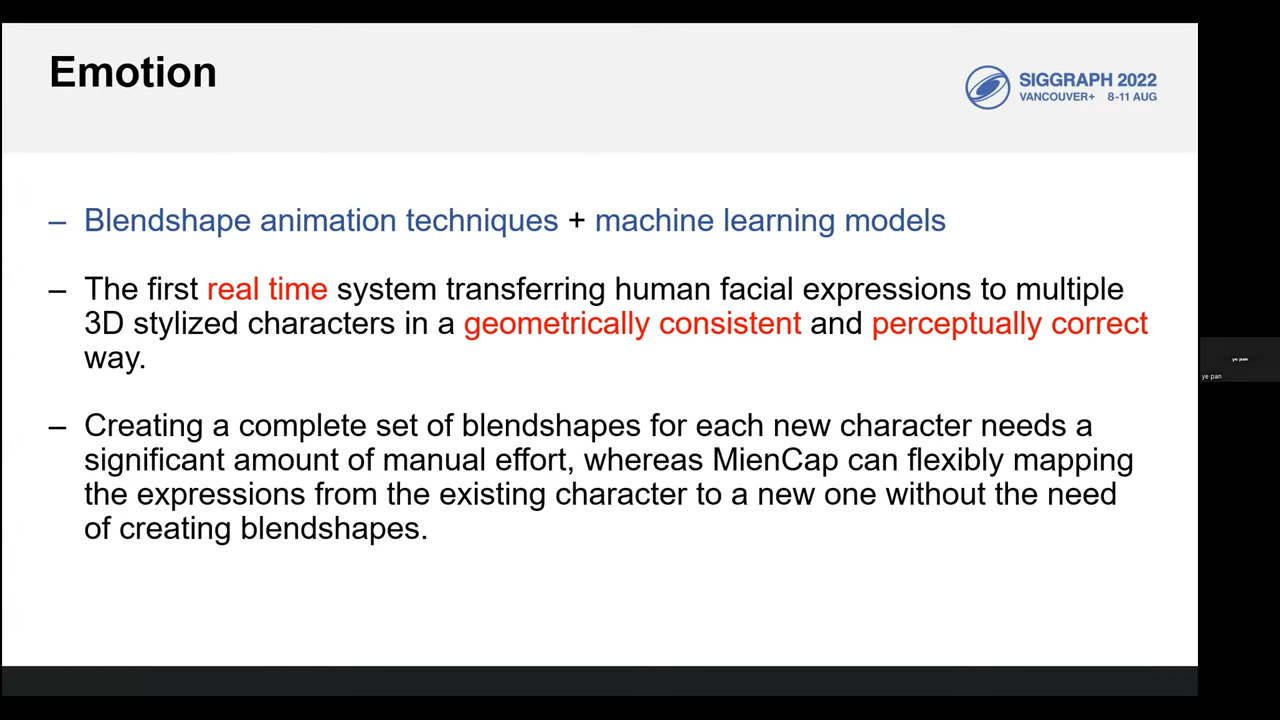 Emotion
SIGGRAPH 2022
VANCOUVER+ 8-11 AUG
– Blendshape animation techniques + machine learning models
– The first real time system transferring human facial expressions to multiple
3D stylized characters in a geometrically consistent and perceptually correct
way.
– Creating a complete set of blendshapes for each new character needs a
significant amount of manual effort, whereas MienCap can flexibly mapping
the expressions from the existing character to a new one without the need
of creating blendshapes.
ye pan
ye pan